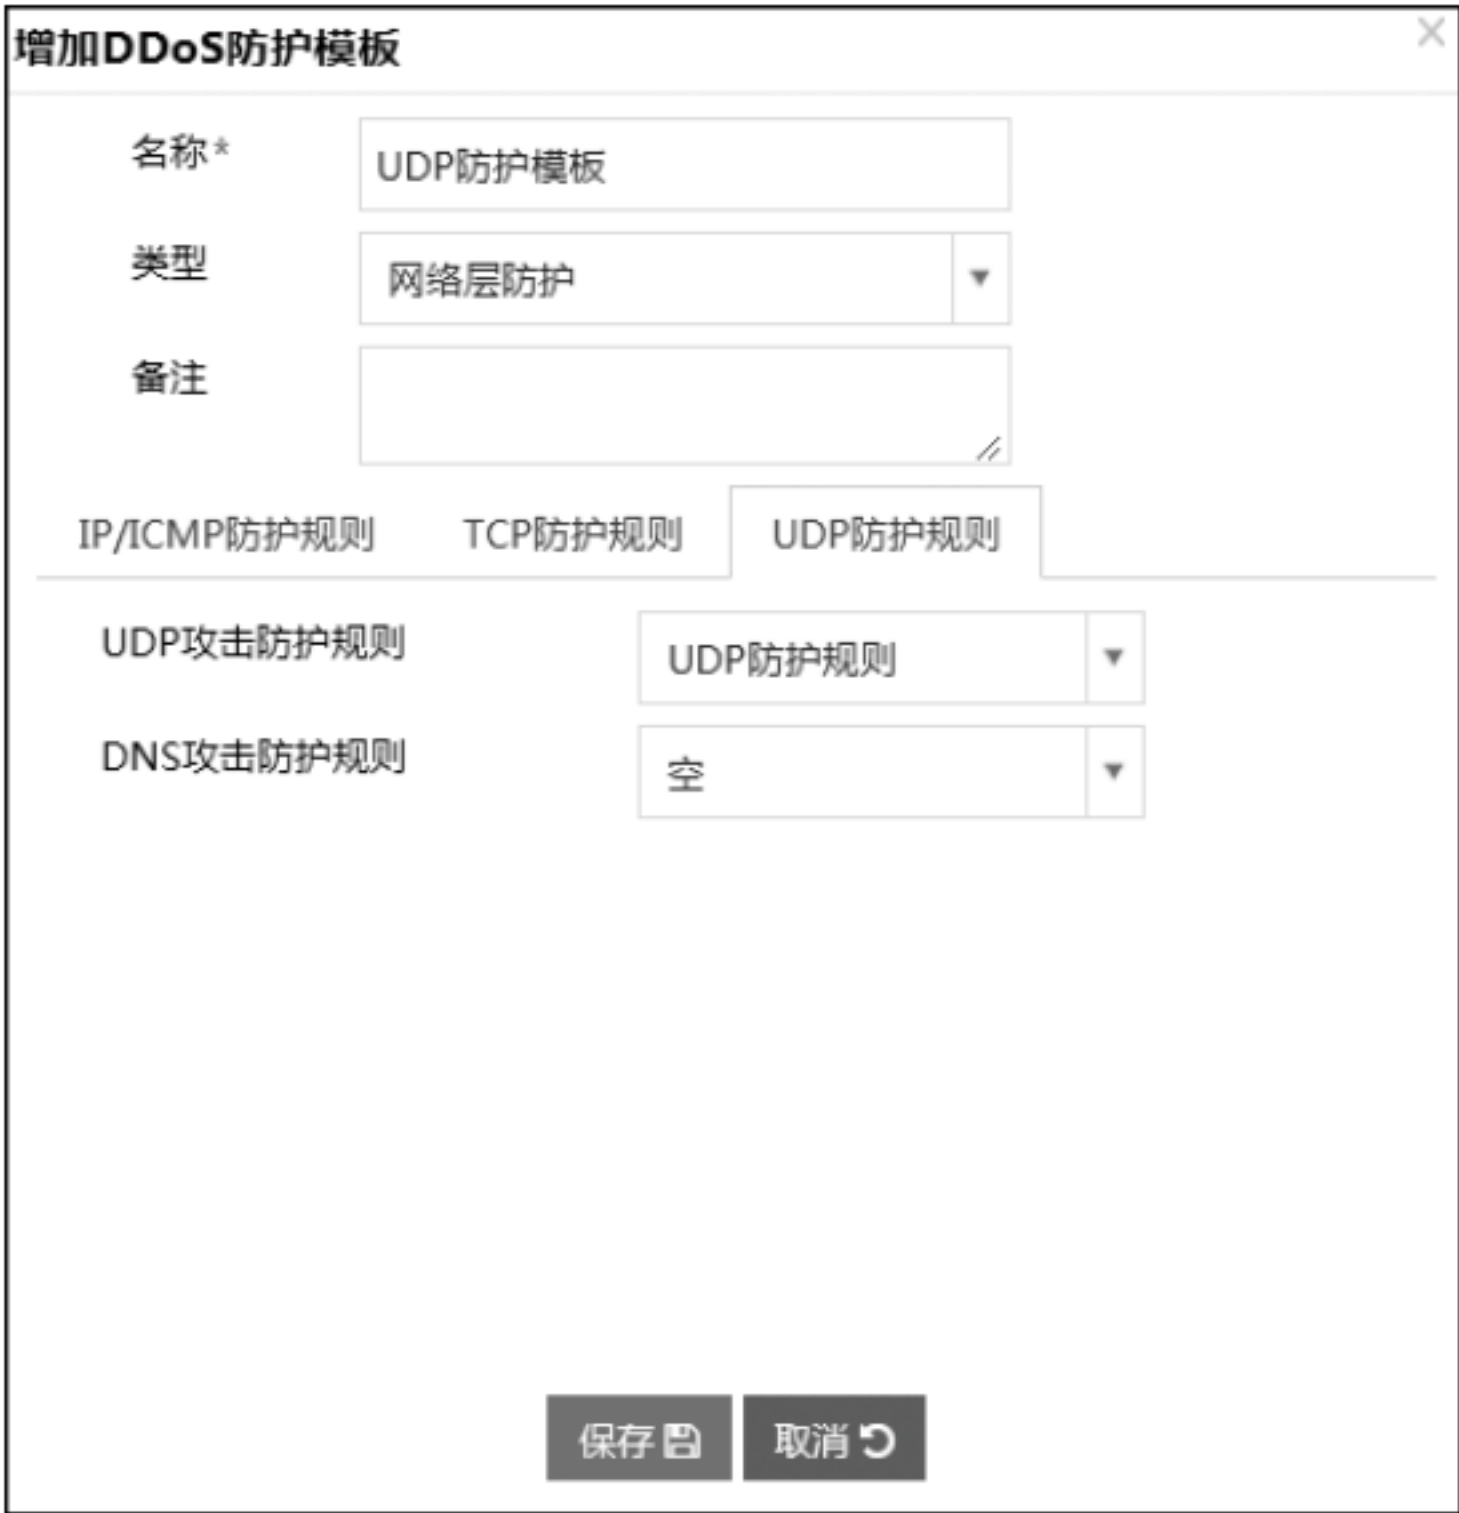 增加DDoS防护模板
名称* UDP防护模板
类型 网络层防护
备注
IP/ICMP防护规则 TCP防护规则 UDP防护规则
UDP攻击防护规则 UDP防护规则
DNS攻击防护规则 空
保存 取消